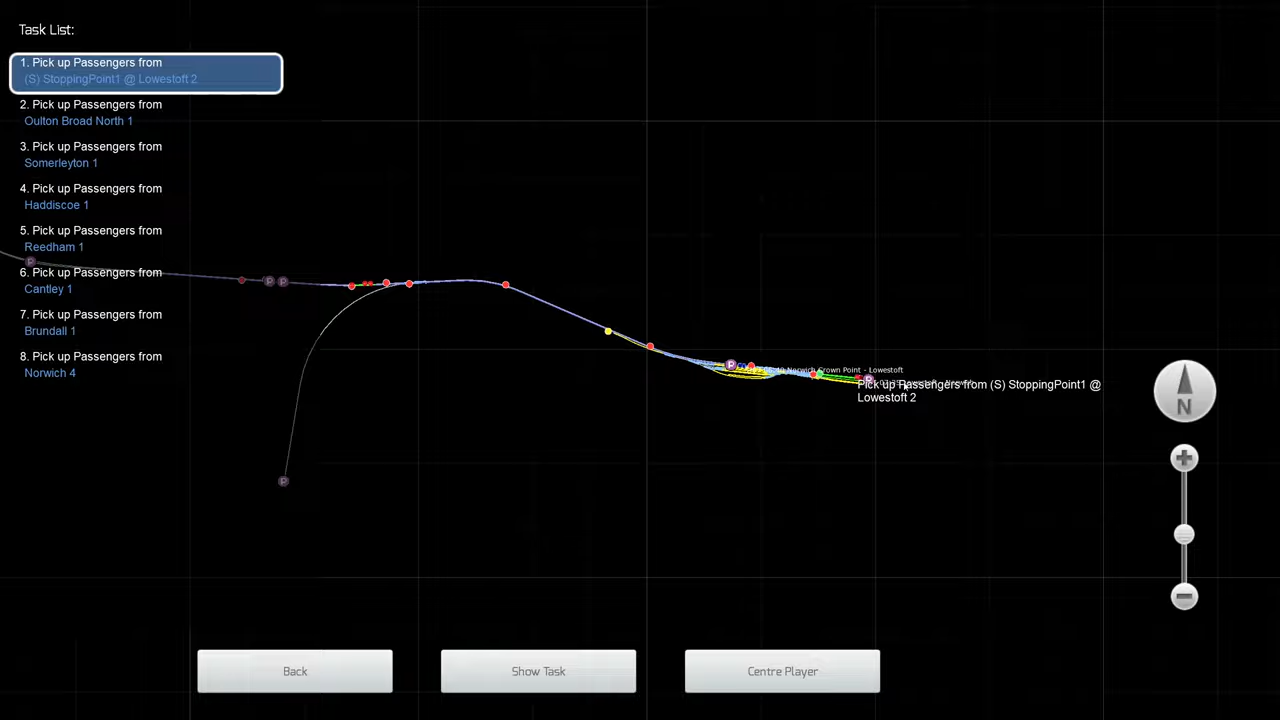 Task List:
1. Pick up Passengers from
(S) StoppingPoint1 @ Lowestoft 2
2. Pick up Passengers from
Oulton Broad North 1
3. Pick up Passengers from
Somerleyton 1
4. Pick up Passengers from
Haddiscoe 1
5. Pick up Passengers from
Reedham 1
6. Pick up Passengers from
Cantley 1
7. Pick up Passengers from
Brundall 1
8. Pick up Passengers from
Norwich 4
P
P
P
P
P
P
Norwich Crown Point - Lowestoft
Pick up Passengers from (S) StoppingPoint1 @
Lowestoft 2
N
Back
Show Task
Centre Player